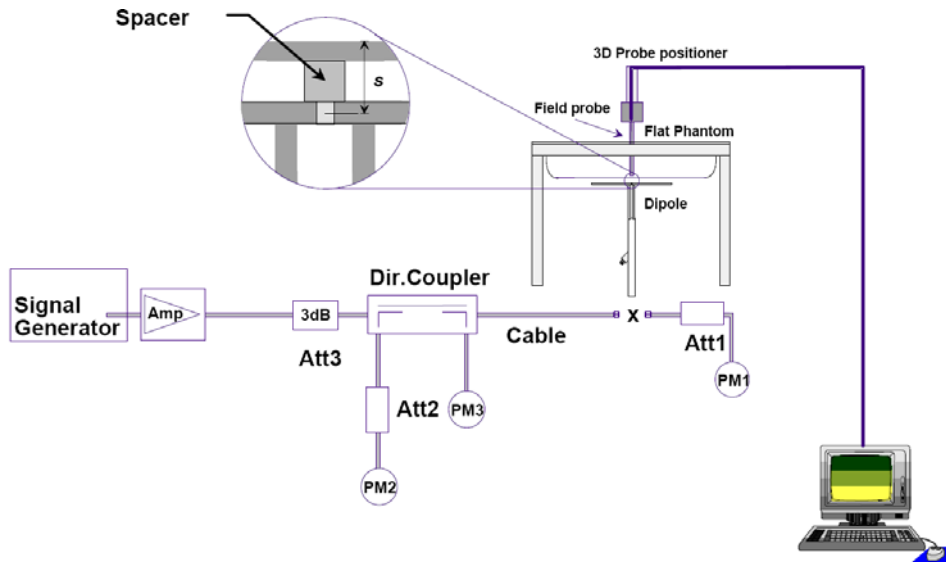 Spacer
s
3D Probe positioner
Field probe
Flat Phantom
Dipole
Signal
Generator
Amp
3dB
Att3
Dir.Coupler
Cable
x
Att1
PM1
Att2
PM3
PM2